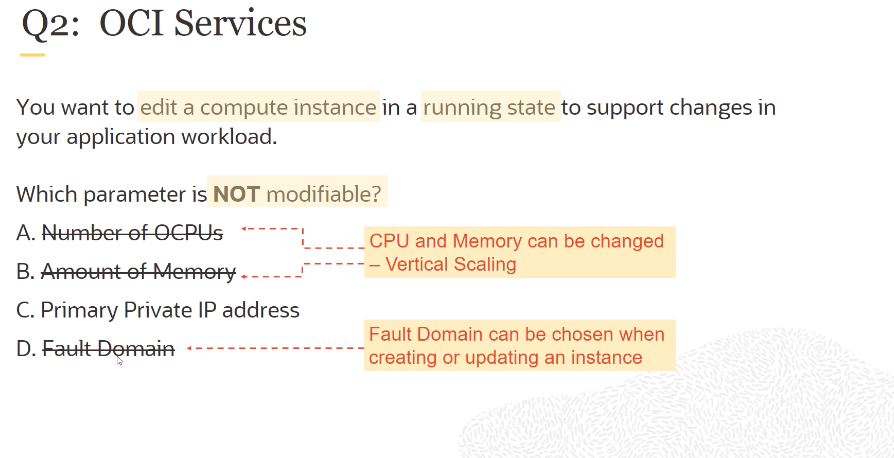 Q2: OCI Services
You want to edit a compute instance in a running state to support changes in
your application workload.
Which parameter is NOT modifiable?
A. Number of OCPUs
B. Amount of Memory
CPU and Memory can be changed
– Vertical Scaling
C. Primary Private IP address
D. Fault Domain
Fault Domain can be chosen when
creating or updating an instance